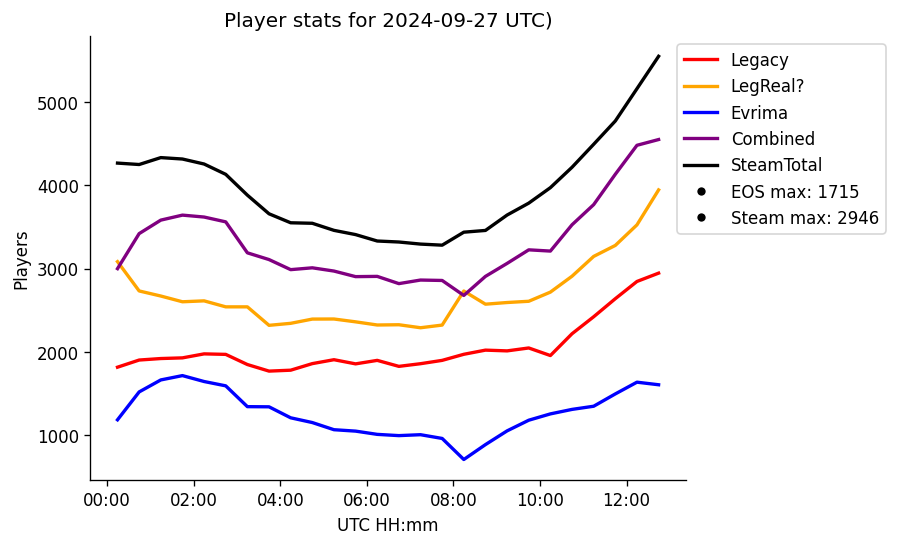 Player stats for 2024-09-27 UTC)
Legacy
LegReal?
Evrima
Combined
SteamTotal
EOS max: 1715
Steam max: 2946
Players
5000
4000
3000
2000
1000
00:00 02:00 04:00 06:00 08:00 10:00 12:00
UTC HH:mm